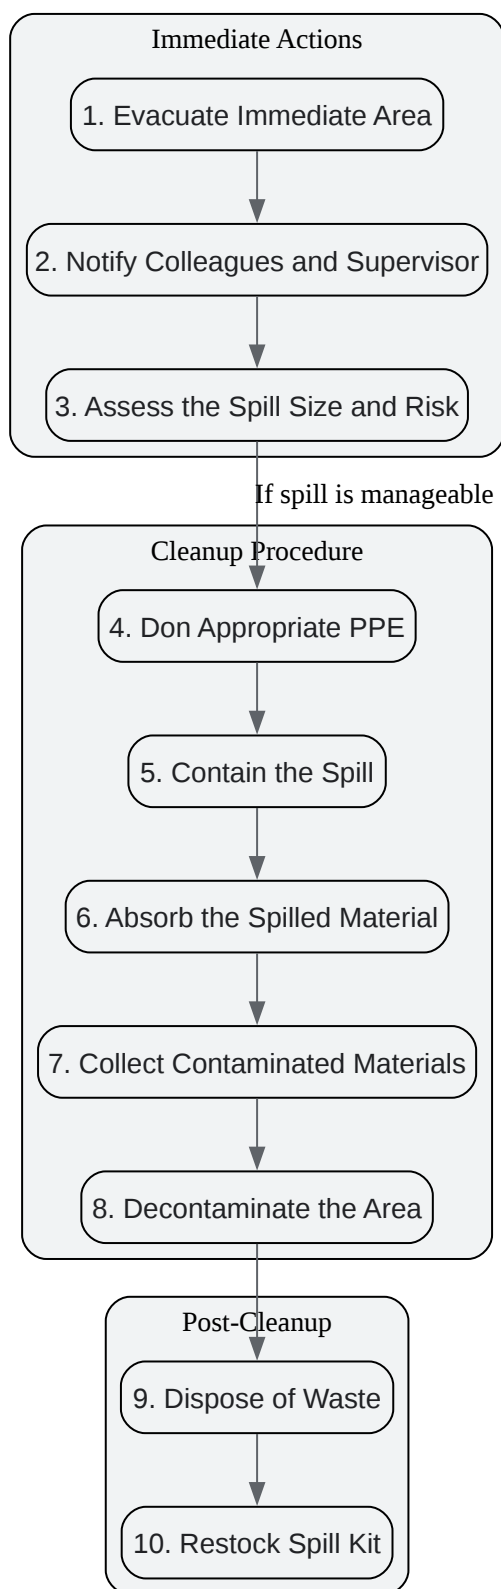 Immediate Actions
1. Evacuate Immediate Area
2. Notify Colleagues and Supervisor
3. Assess the Spill Size and Risk
If spill is manageable
Cleanup Procedure
4. Don Appropriate PPE
5. Contain the Spill
6. Absorb the Spilled Material
7. Collect Contaminated Materials
8. Decontaminate the Area
Post-Cleanup
9. Dispose of Waste
10. Restock Spill Kit